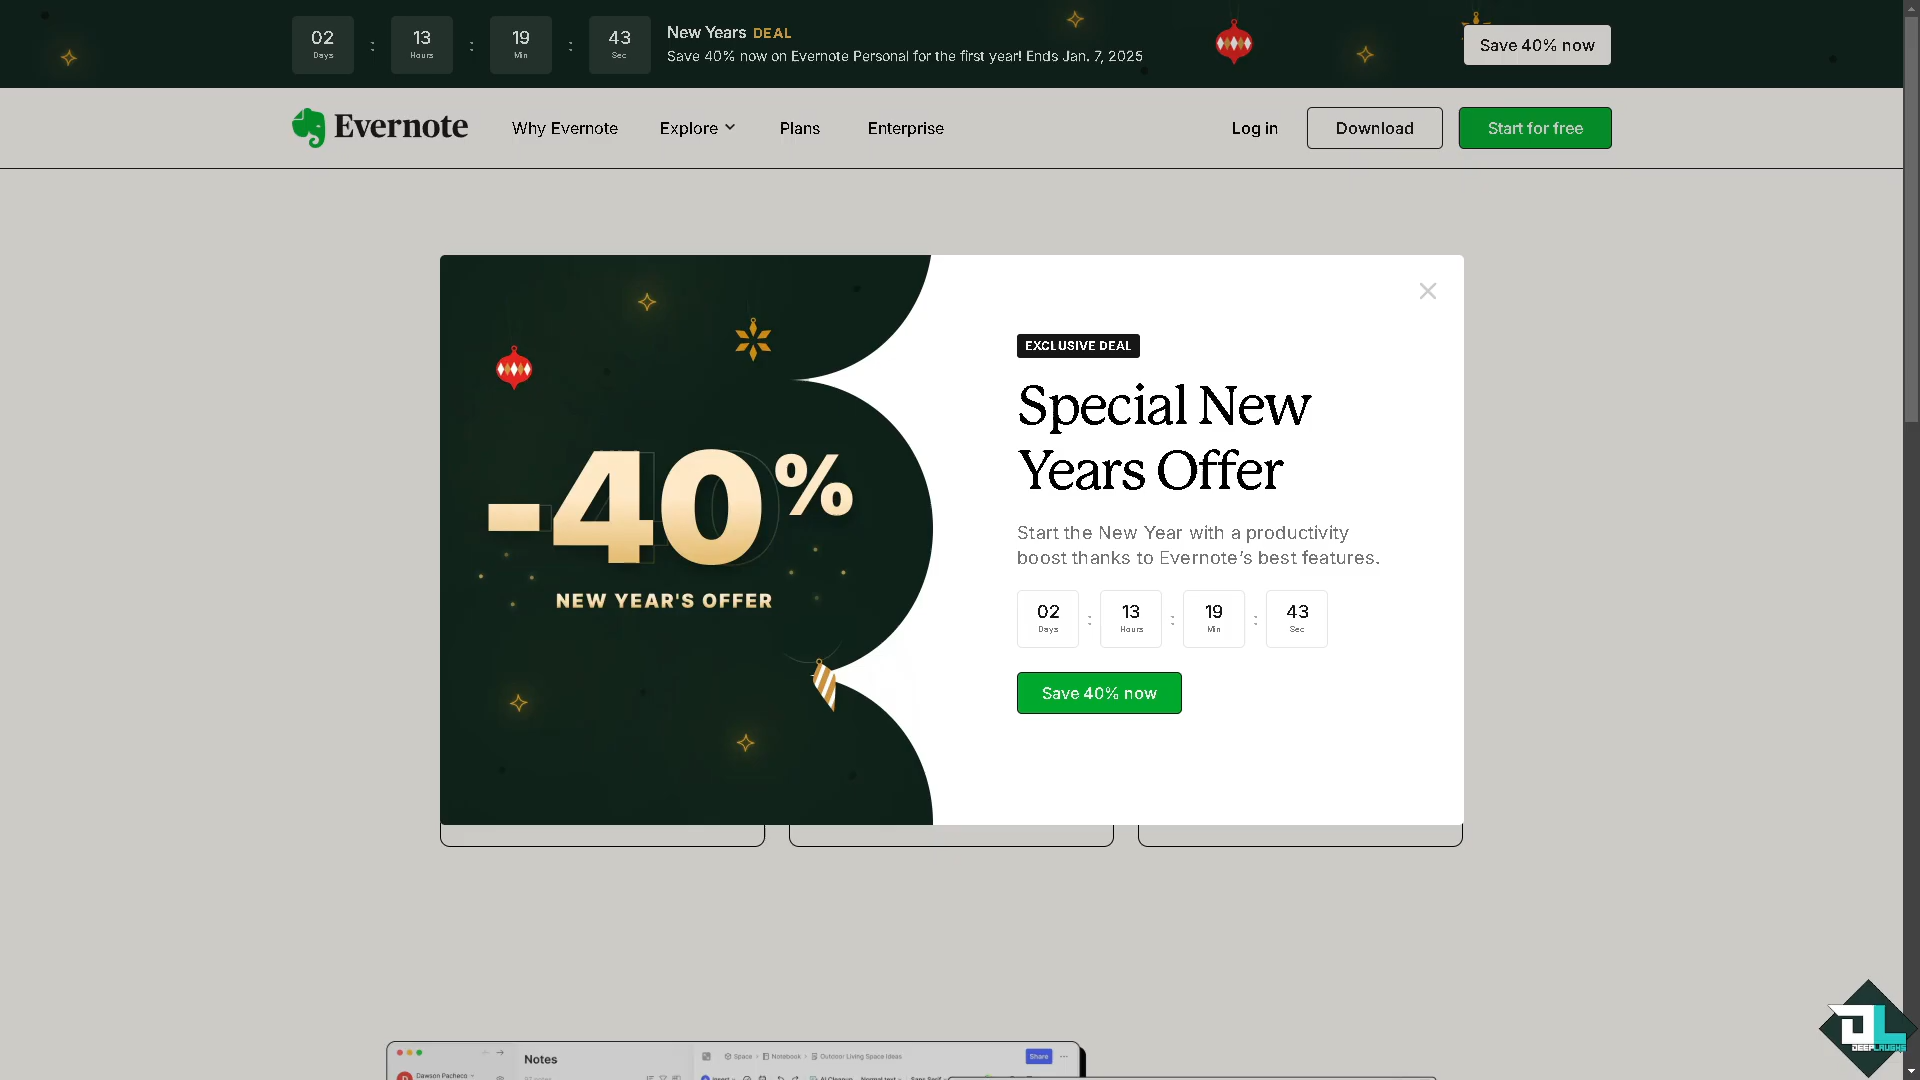 02 : 13 : 19 : 43
Days Hours Min Sec
New Years DEAL
Save 40% now on Evernote Personal for the first year! Ends Jan. 7, 2025
Save 40% now
Evernote
Why Evernote Explore Plans Enterprise
Log in Download Start for free
-40%
NEW YEAR'S OFFER
EXCLUSIVE DEAL
Special New
Years Offer
Start the New Year with a productivity
boost thanks to Evernote’s best features.
02 : 13 : 19 : 43
Days Hours Min Sec
Save 40% now
Notes
Space > Notebook > Outdoor Living Space Ideas
Share
Dawson Pacheco
DL
DEEPLAUGHS